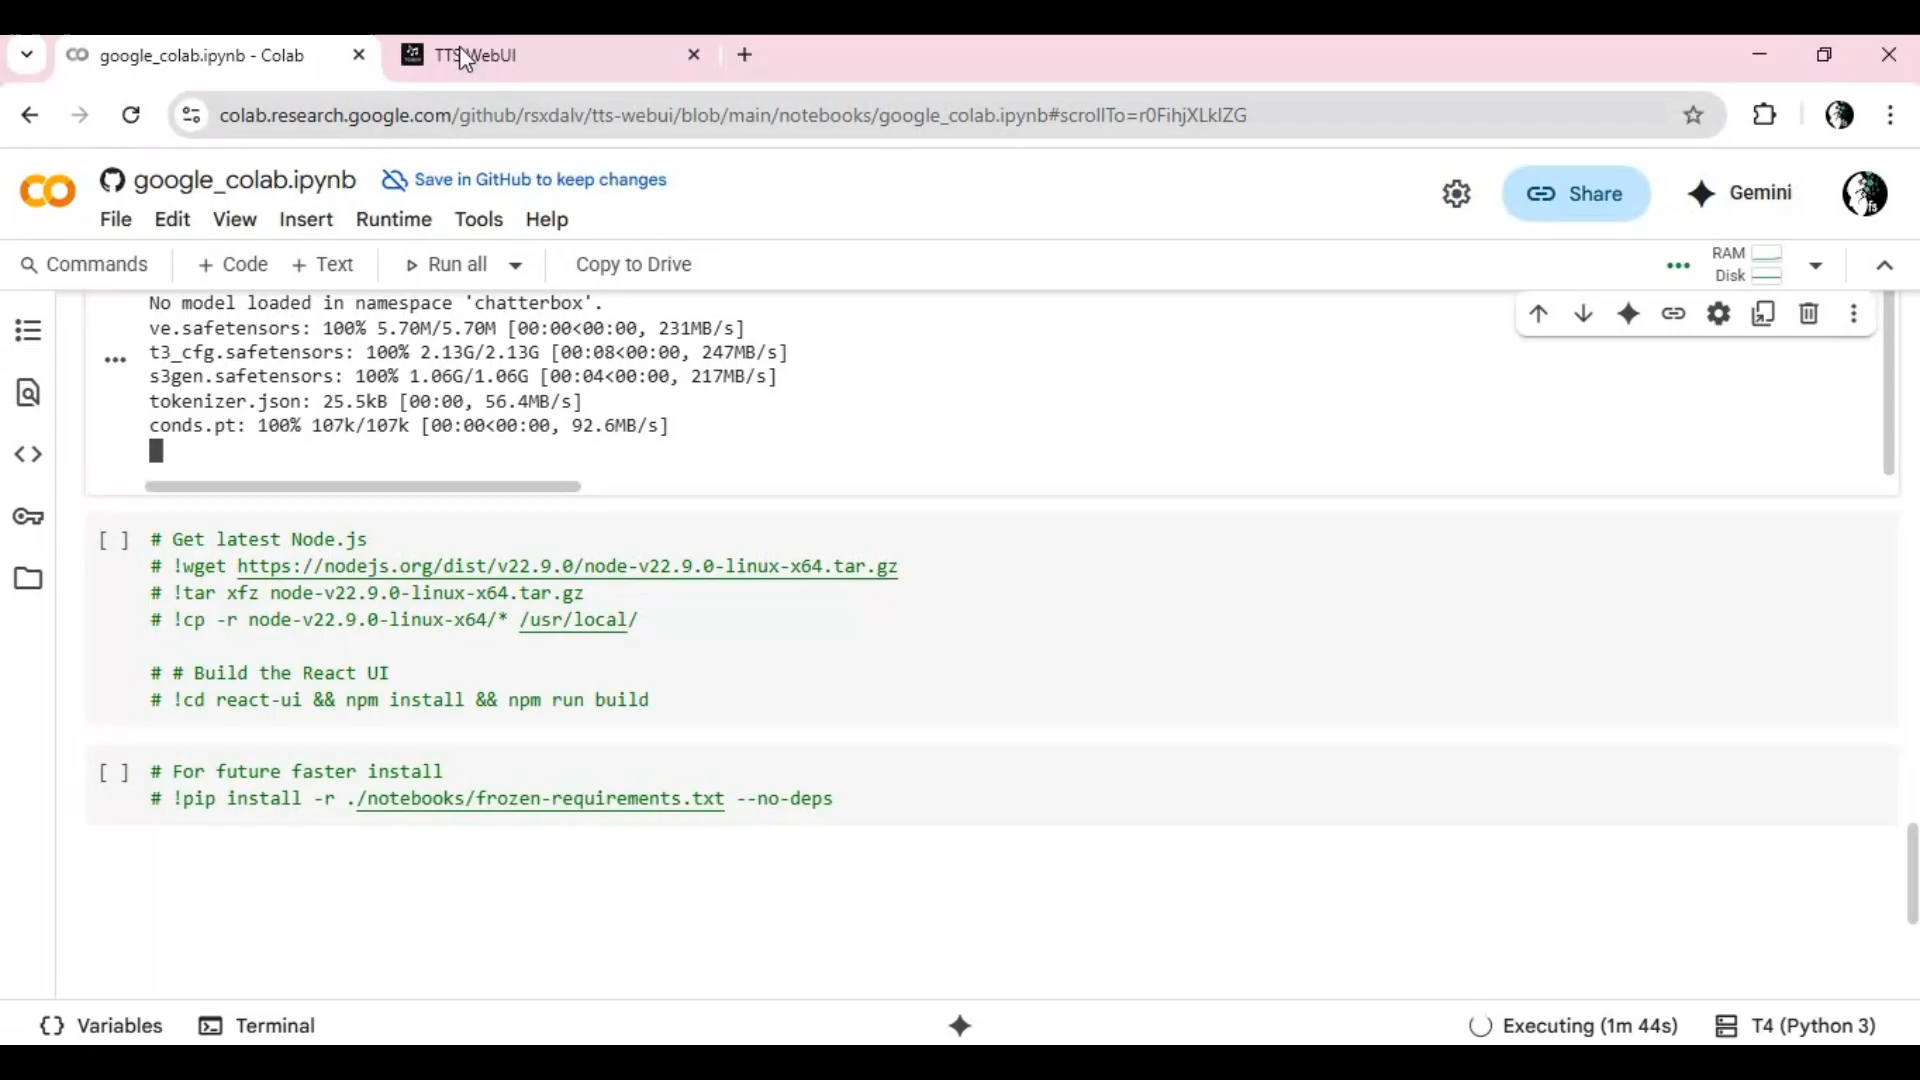 google_colab.ipynb - Colab
TTS WebUI
colab.research.google.com/github/rsxdalv/tts-webui/blob/main/notebooks/google_colab.ipynb#scrollTo=r0FihjXLklZG
google_colab.ipynb
Save in GitHub to keep changes
Share
Gemini
File Edit View Insert Runtime Tools Help
Commands + Code + Text Run all Copy to Drive
RAM
Disk
No model loaded in namespace 'chatterbox'.
ve.safetensors: 100% 5.70M/5.70M [00:00<00:00, 231MB/s]
t3_cfg.safetensors: 100% 2.13G/2.13G [00:08<00:00, 247MB/s]
s3gen.safetensors: 100% 1.06G/1.06G [00:04<00:00, 217MB/s]
tokenizer.json: 25.5kB [00:00, 56.4MB/s]
conds.pt: 100% 107k/107k [00:00<00:00, 92.6MB/s]
[ ] # Get latest Node.js
# !wget https://nodejs.org/dist/v22.9.0/node-v22.9.0-linux-x64.tar.gz
# !tar xfz node-v22.9.0-linux-x64.tar.gz
# !cp -r node-v22.9.0-linux-x64/* /usr/local/
# # Build the React UI
# !cd react-ui && npm install && npm run build
[ ] # For future faster install
# !pip install -r ./notebooks/frozen-requirements.txt --no-deps
Variables
Terminal
Executing (1m 44s)
T4 (Python 3)